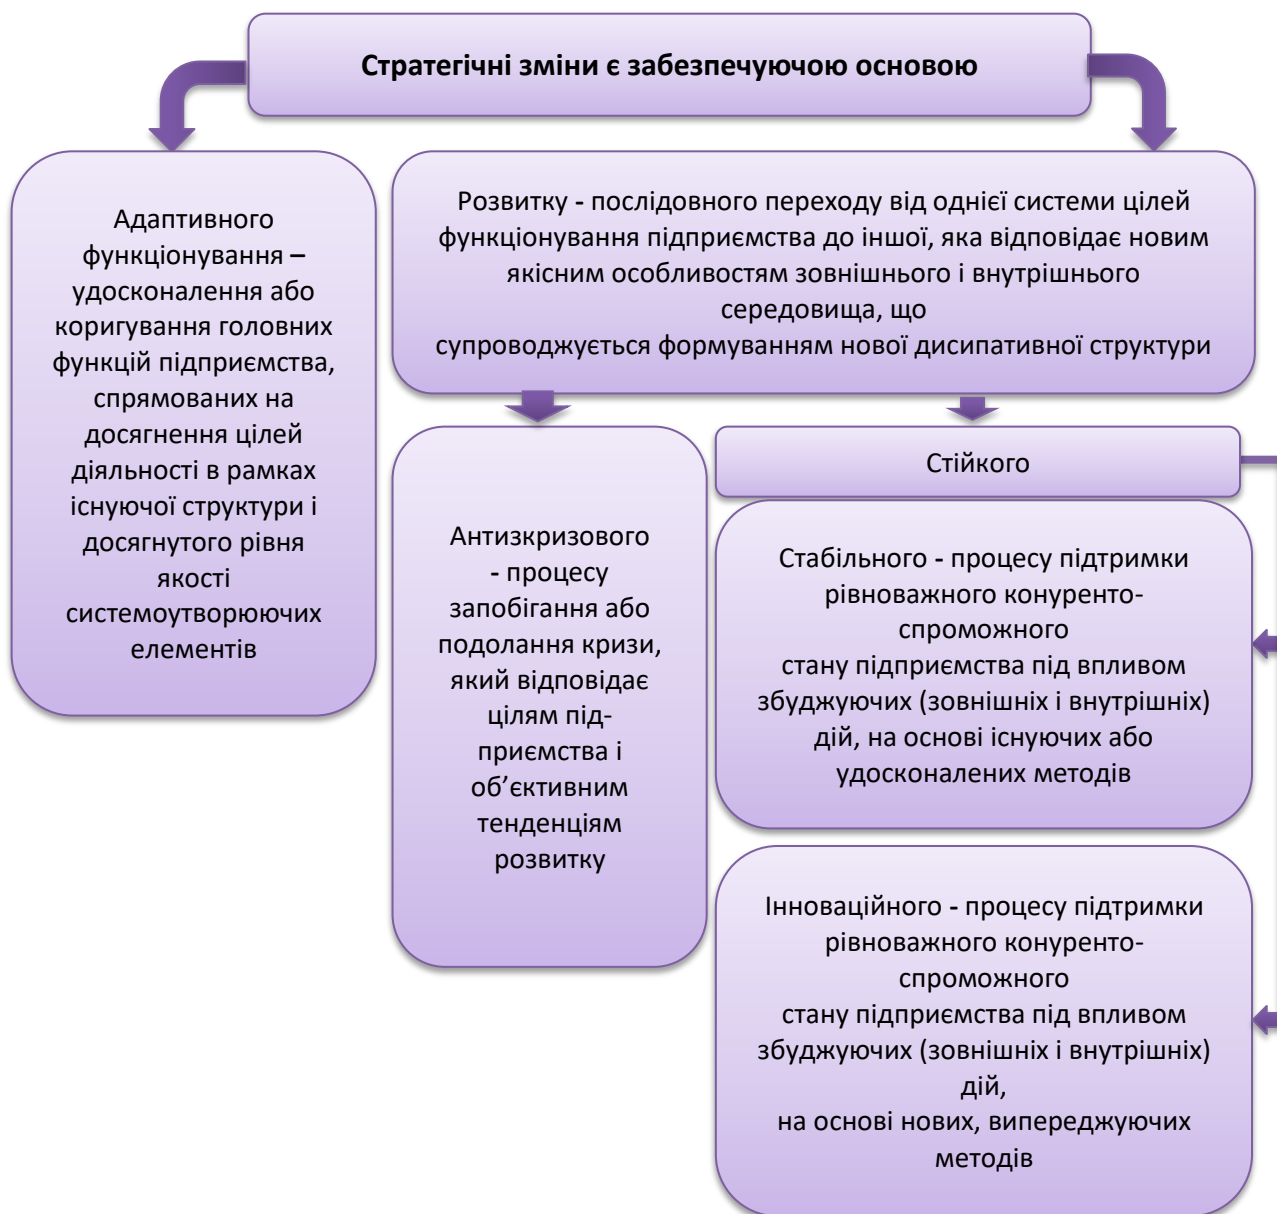 Стратегічні зміни є забезпечуючою основою
Адаптивного
функціонування –
удосконалення або
коригування головних
функцій підприємства,
спрямованих на
досягнення цілей
діяльності в рамках
існуючої структури і
досягнутого рівня
якості
системоутворюючих
елементів
Розвитку - послідовного переходу від однієї системи цілей
функціонування підприємства до іншої, яка відповідає новим
якісним особливостям зовнішнього і внутрішнього
середовища, що
супроводжується формуванням нової дисипативної структури
Антизкризового
- процесу
запобігання або
подолання кризи,
який відповідає
цілям під-
приємства і
об’єктивним
тенденціям
розвитку
Стійкого
Стабільного - процесу підтримки
рівноважного конуренто-
спроможного
стану підприємства під впливом
збуджуючих (зовнішніх і внутрішніх)
дій, на основі існуючих або
удосконалених методів
Інноваційного - процесу підтримки
рівноважного конуренто-
спроможного
стану підприємства під впливом
збуджуючих (зовнішніх і внутрішніх)
дій,
на основі нових, випереджуючих
методів